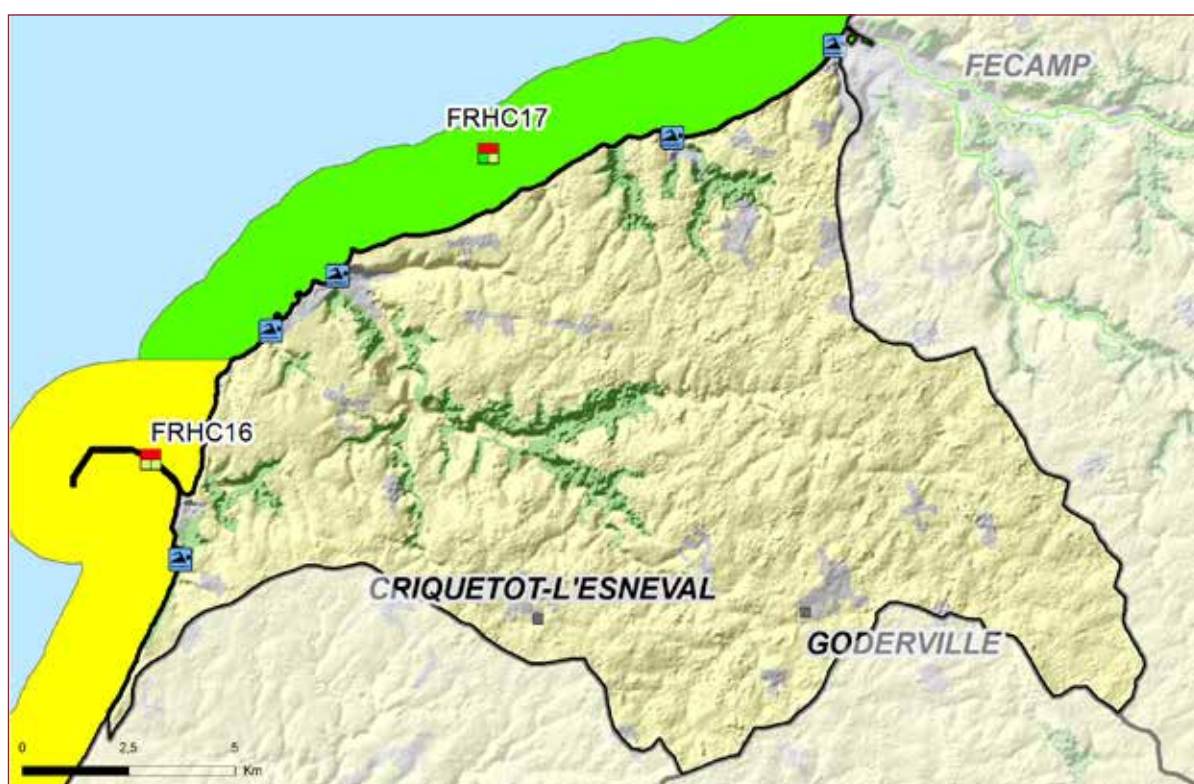 FECAMP
FRHC17
FRHC16
CRIQUETOT-L'ESNEVAL
GODERVILLE
0 2,5 5
Km